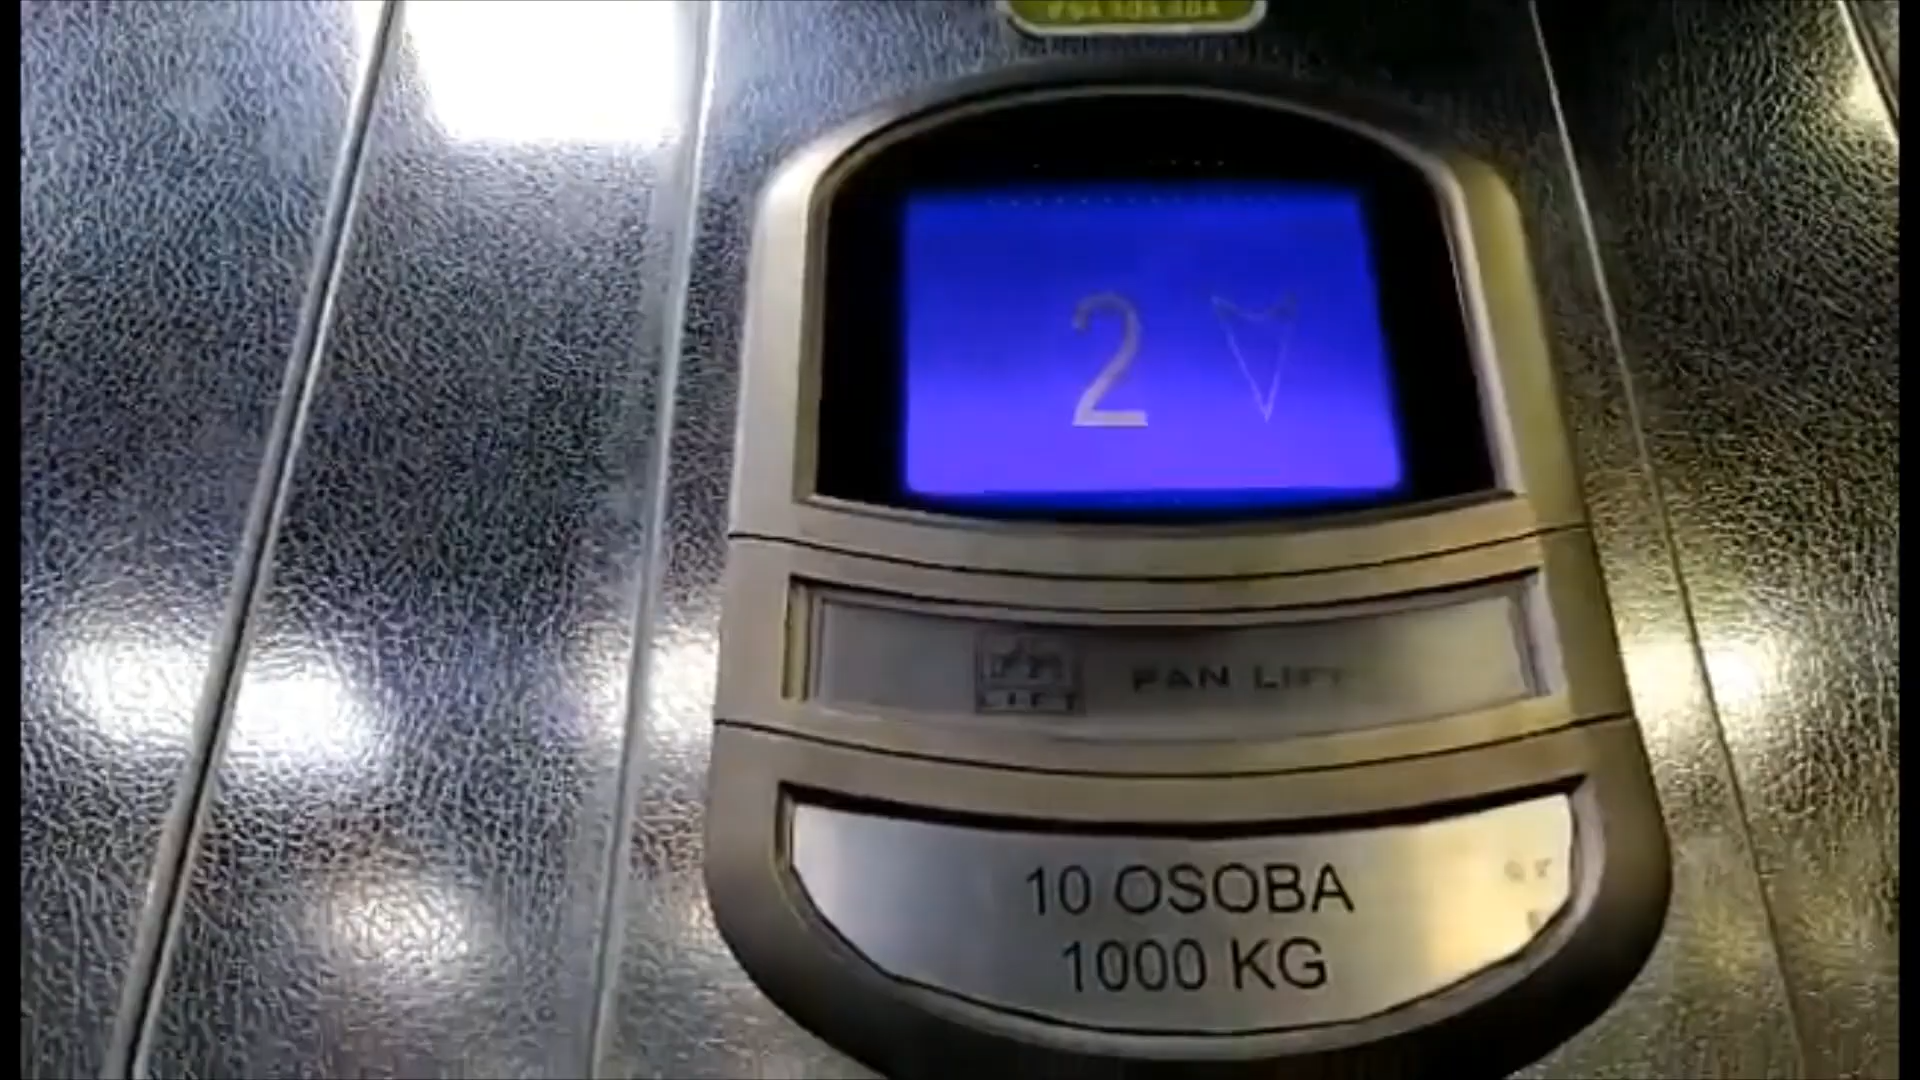 2
LIFT
PAN LIFT
10 OSOBA
1000 KG